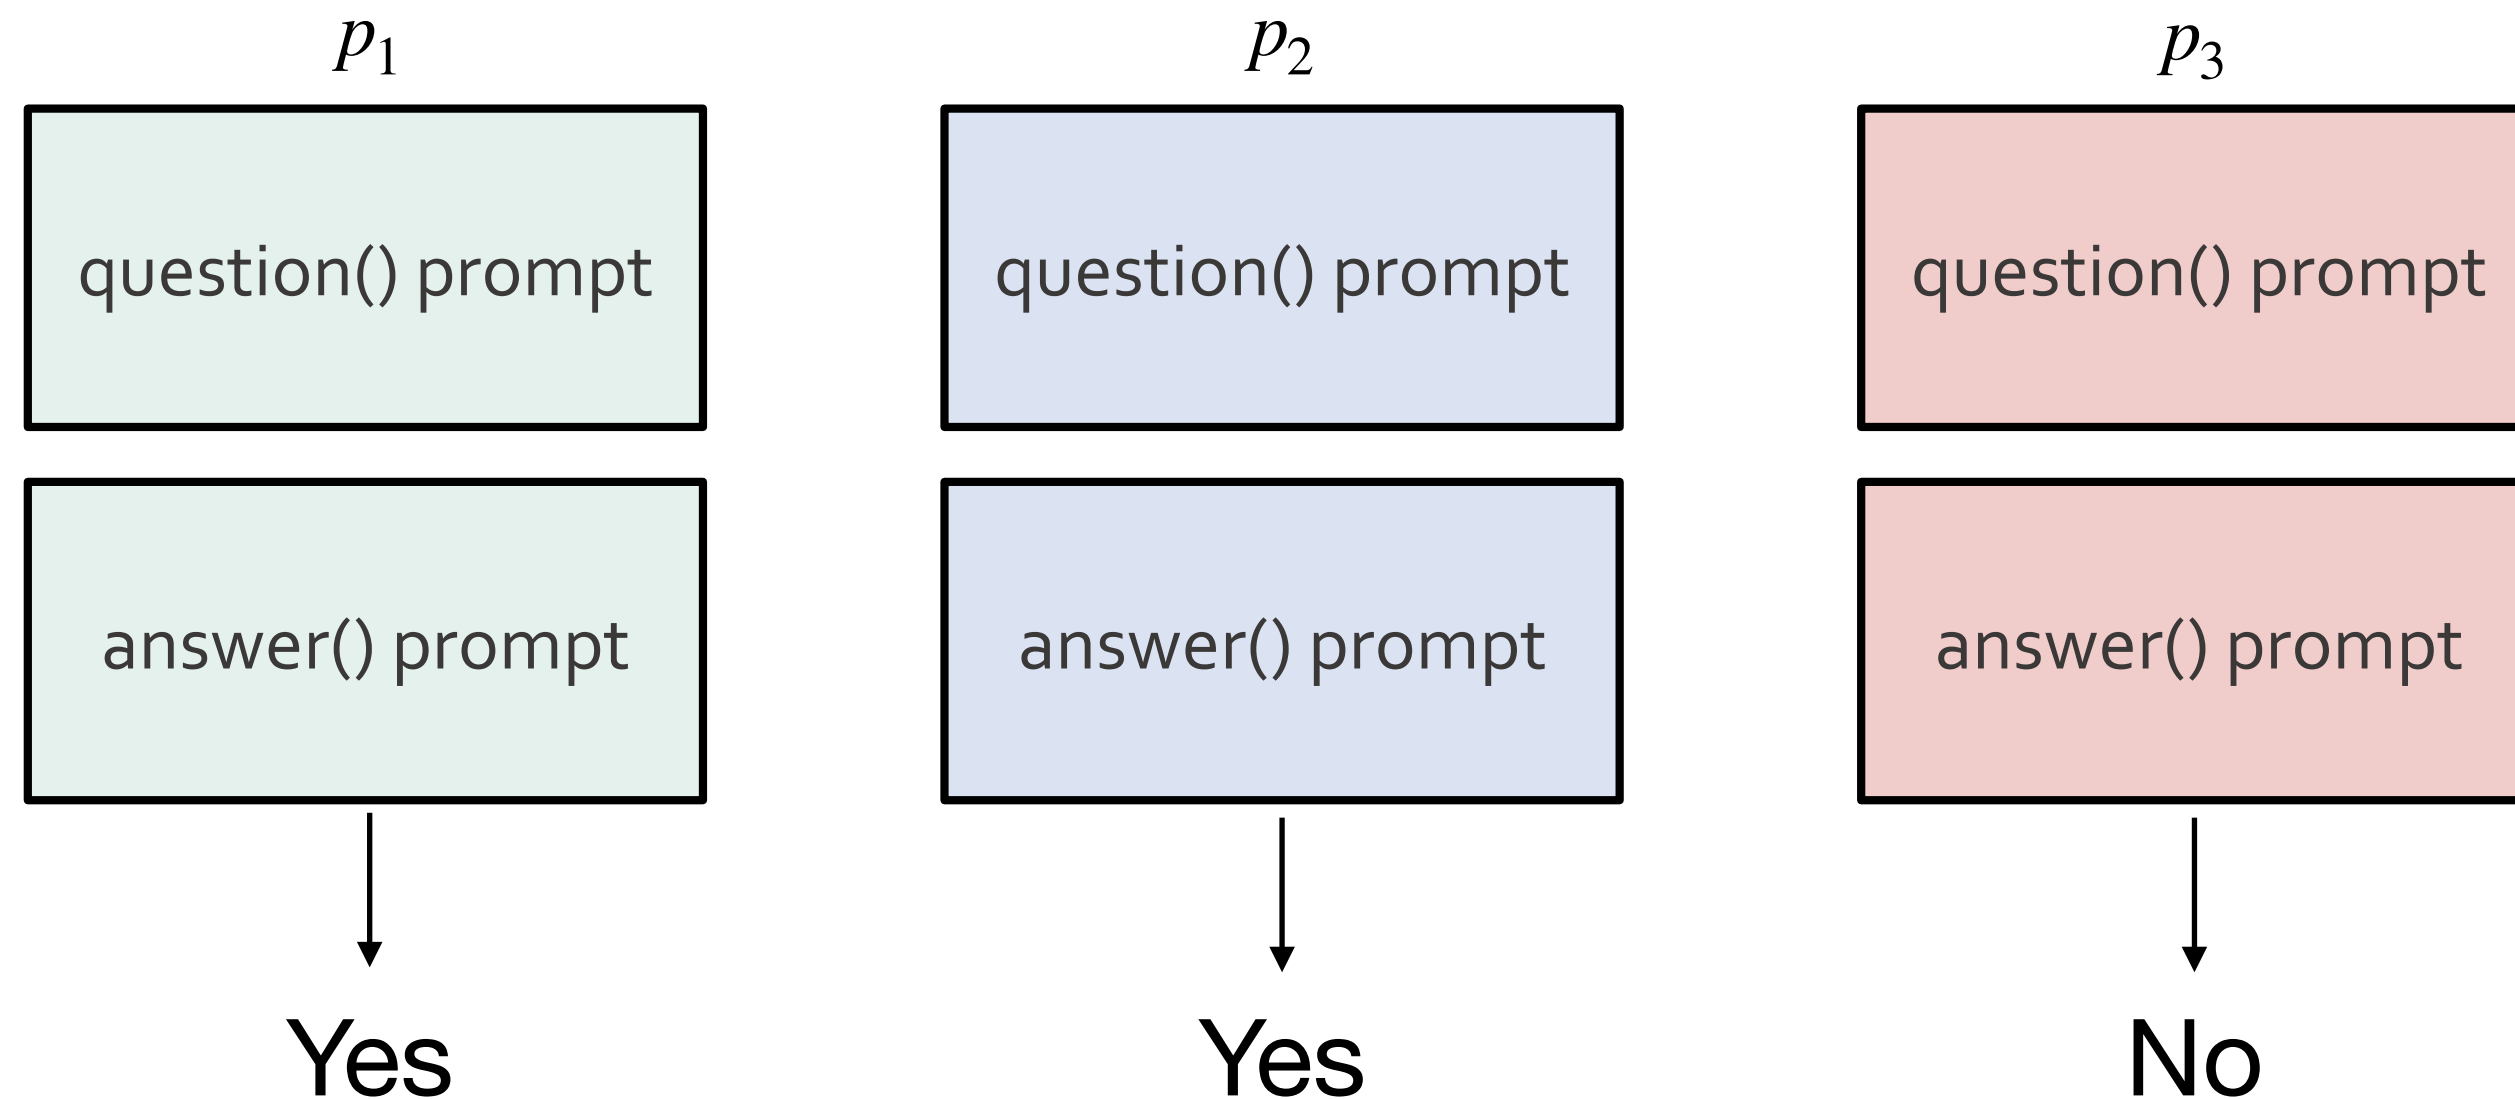 p1 p2 p3
question() prompt question() prompt question() prompt
answer() prompt answer() prompt answer() prompt
Yes Yes No